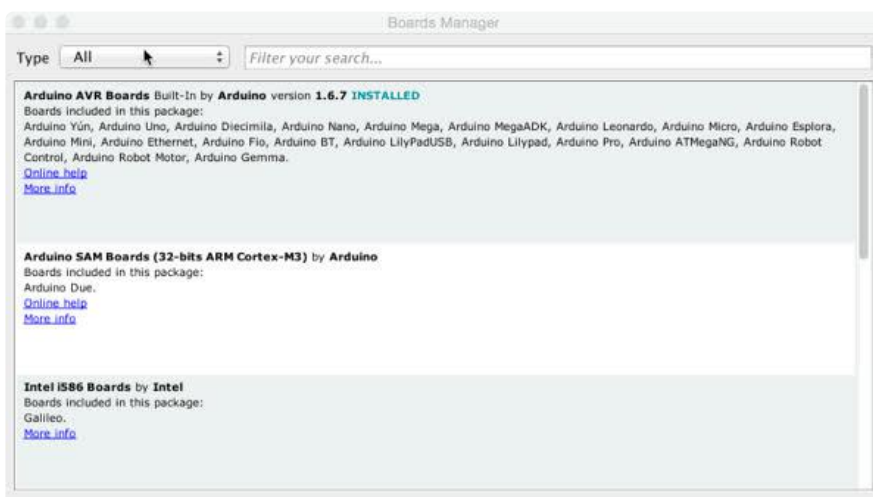 Boards Manager
Type All Filter your search...
Arduino AVR Boards Built-In by Arduino version 1.6.7 INSTALLED
Boards included in this package:
Arduino Yún, Arduino Uno, Arduino Diecimila, Arduino Nano, Arduino Mega, Arduino MegaADK, Arduino Leonardo, Arduino Micro, Arduino Esplora,
Arduino Mini, Arduino Ethernet, Arduino Fio, Arduino BT, Arduino LilyPadUSB, Arduino Lilypad, Arduino Pro, Arduino ATMegaNG, Arduino Robot
Control, Arduino Robot Motor, Arduino Gemma.
Online help
More info
Arduino SAM Boards (32-bits ARM Cortex-M3) by Arduino
Boards included in this package:
Arduino Due.
Online help
More info
Intel i586 Boards by Intel
Boards included in this package:
Galileo.
More info